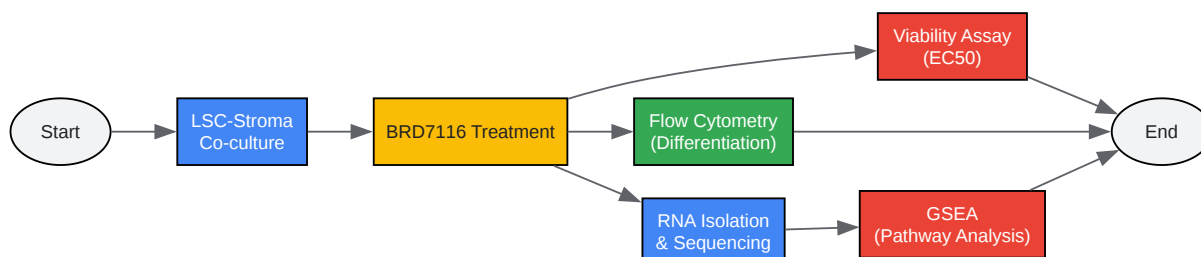 Start
LSC-Stroma
Co-culture
BRD7116 Treatment
Viability Assay
(EC50)
Flow Cytometry
(Differentiation)
RNA Isolation
& Sequencing
GSEA
(Pathway Analysis)
End